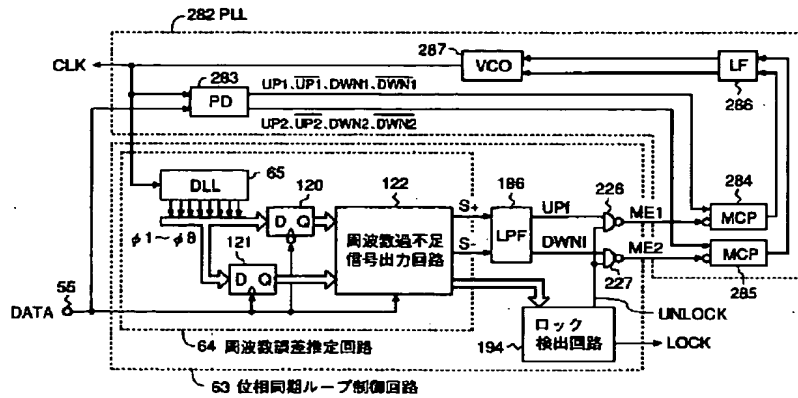 282 PLL
CLK
287
VCO
LF
286
283
PD
UP1、UP1、DWN1、DWN1
UP2、UP2、DWN2、DWN2
65
DLL
120
D Q
122
周波数過不足
信号出力回路
S+
S-
186
LPF
UPf
DWNf
226
227
ME1
ME2
284
MCP
MCP
285
φ1〜φ8
121
D Q
DATA
55
UNLOCK
ロック
検出回路
194
LOCK
64 周波数誤差推定回路
63 位相同期ループ制御回路